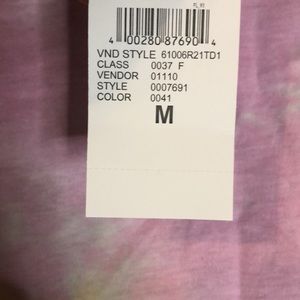 4 00280 87690 4
VND STYLE 61006R21TD1
CLASS 0037 F
VENDOR 01110
STYLE 0007691
COLOR 0041
M